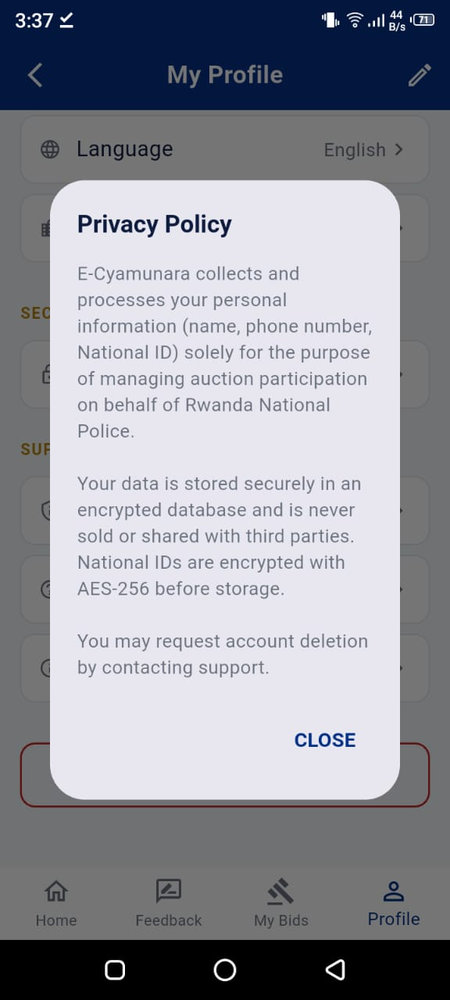 3:37
44
B/s
71
My Profile
Language
English
Privacy Policy
E-Cyamunara collects and
processes your personal
information (name, phone number,
National ID) solely for the purpose
of managing auction participation
on behalf of Rwanda National
Police.
Your data is stored securely in an
encrypted database and is never
sold or shared with third parties.
National IDs are encrypted with
AES-256 before storage.
You may request account deletion
by contacting support.
CLOSE
Home
Feedback
My Bids
Profile